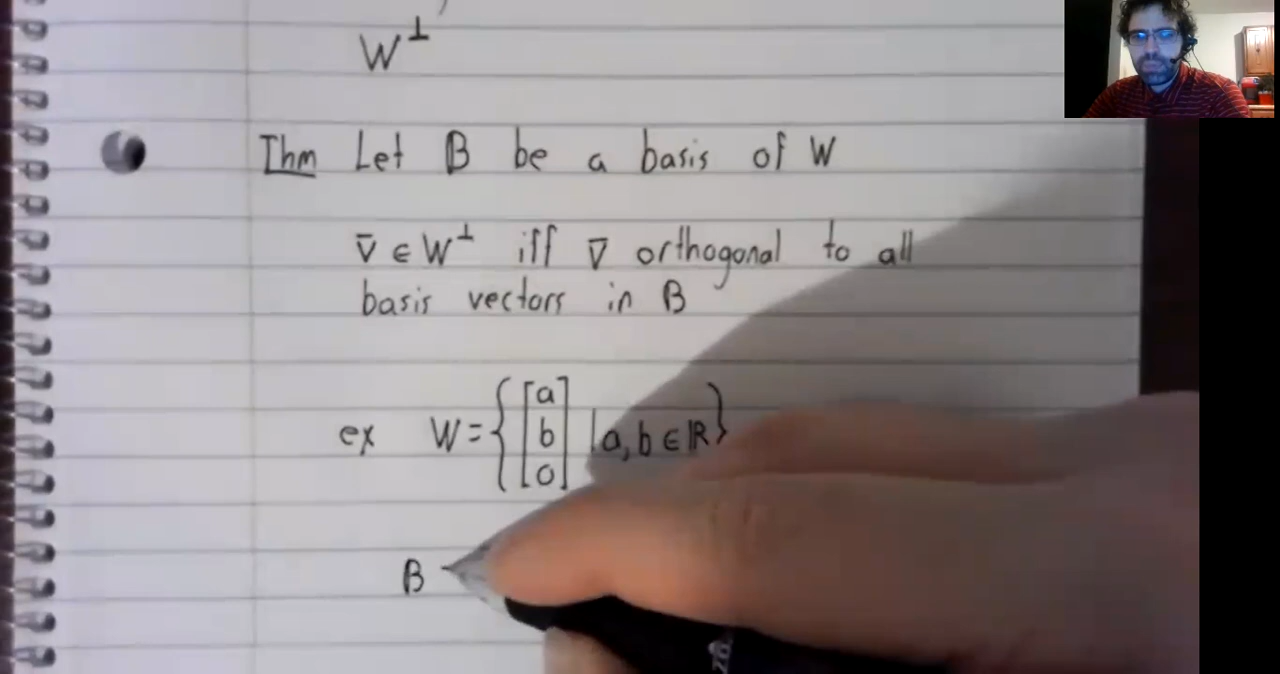 W⊥
Thm Let B be a basis of W
v̄ ∈ W⊥ iff v̄ orthogonal to all
basis vectors in B
ex W = { [a b 0] | a, b ∈ ℝ }
B